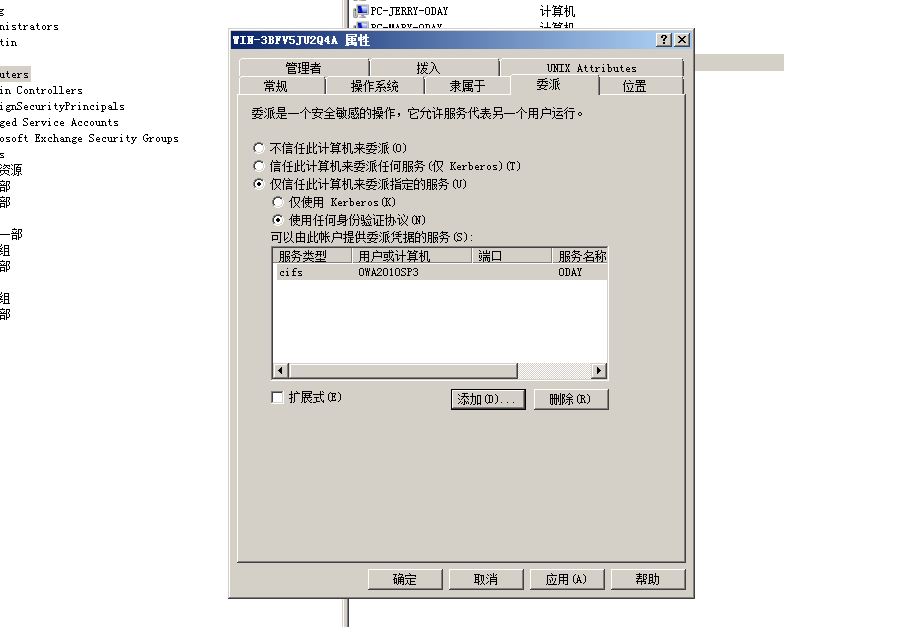 nistrators
tin
uters
in Controllers
ignSecurityPrincipals
ged Service Accounts
osoft Exchange Security Groups
s
资源
部
部
一部
组
部
组
部
PC-JERRY-0DAY 计算机
PC-MARY-0DAY 计算机
WIN-3BFV5JU2Q4A 属性
管理者 拨入 UNIX Attributes
常规 操作系统 隶属于 委派 位置
委派是一个安全敏感的操作，它允许服务代表另一个用户运行。
不信任此计算机来委派(O)
信任此计算机来委派任何服务(仅 Kerberos)(T)
仅信任此计算机来委派指定的服务(U)
仅使用 Kerberos(K)
使用任何身份验证协议(N)
可以由此帐户提供委派凭据的服务(S):
服务类型 用户或计算机 端口 服务名称
cifs OWA2010SP3 0DAY
扩展式(E)
添加(D)... 删除(R)
确定 取消 应用(A) 帮助